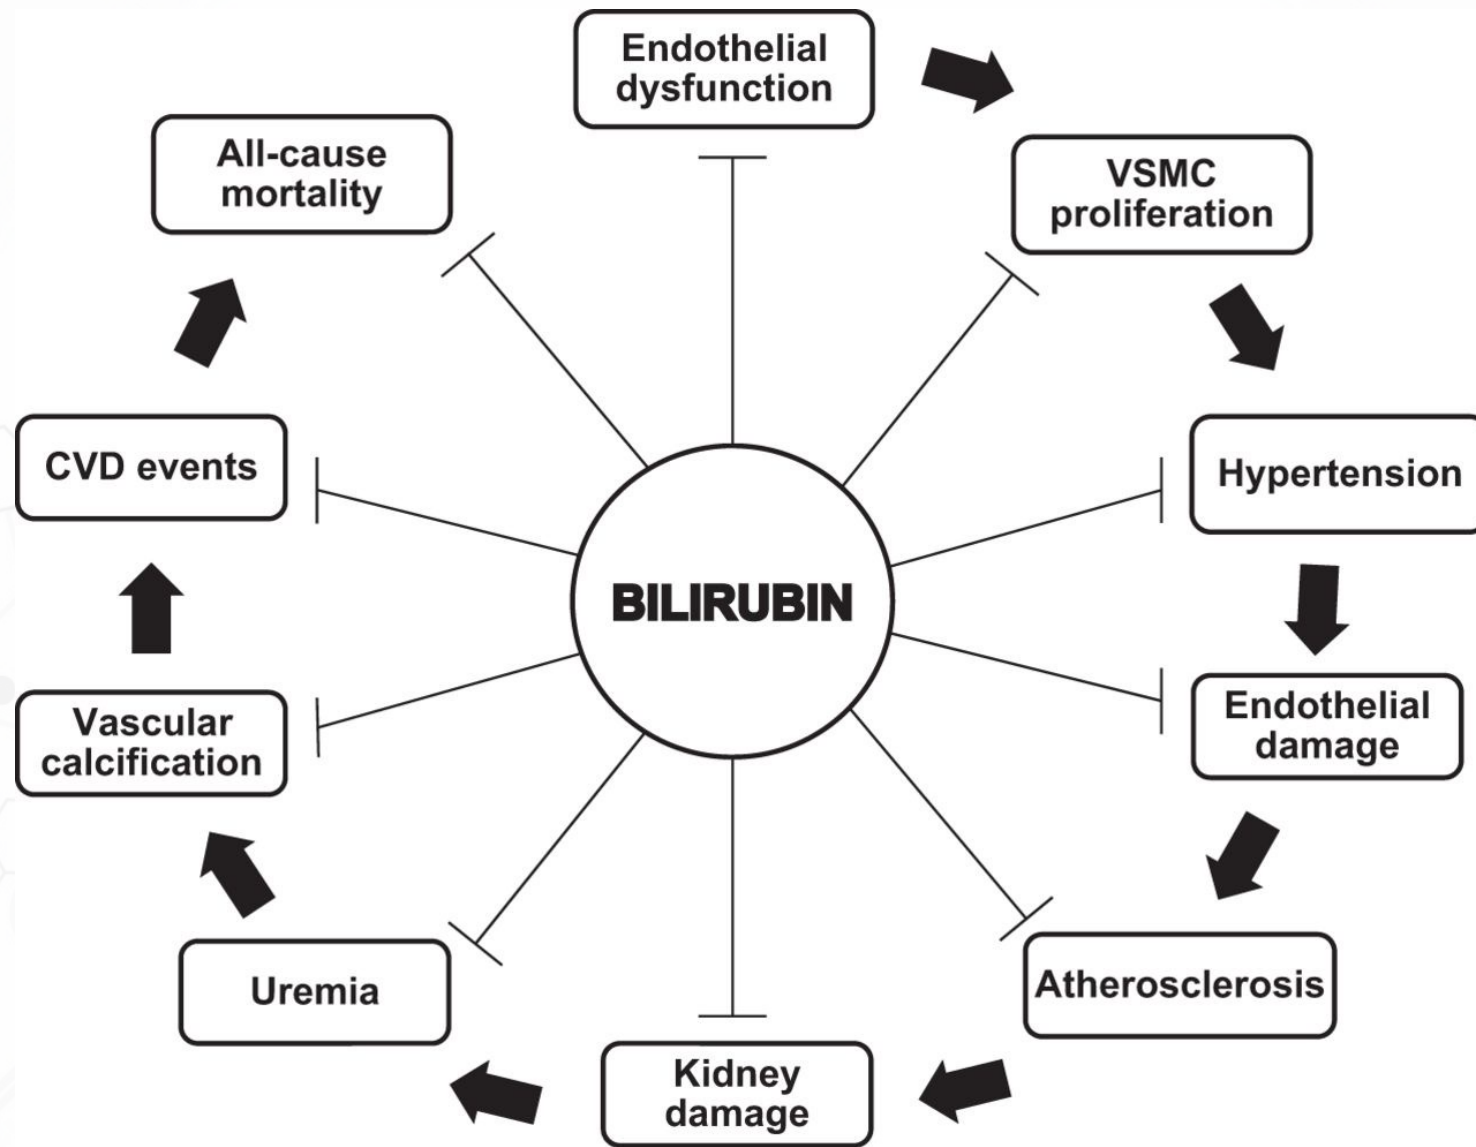 Endothelial
dysfunction
VSMC
proliferation
Hypertension
Endothelial
damage
Atherosclerosis
Kidney
damage
Uremia
Vascular
calcification
CVD events
All-cause
mortality
BILIRUBIN